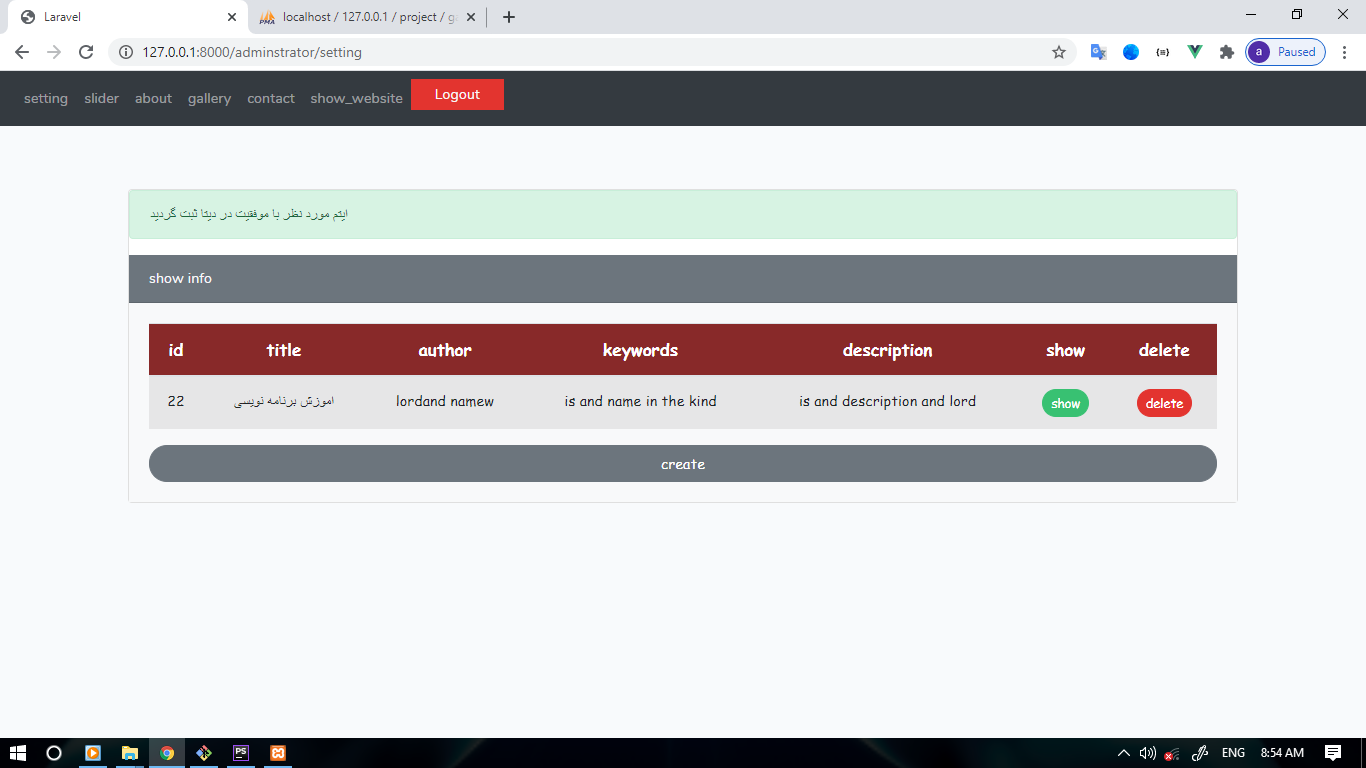 Laravel
localhost / 127.0.0.1 / project / ga
127.0.0.1:8000/adminstrator/setting
a Paused
setting slider about gallery contact show_website Logout
ایتم مورد نظر با موفقیت در دیتا ثبت گردید
show info
id title author keywords description show delete
22 اموزش برنامه نویسی lordand namew is and name in the kind is and description and lord show delete
create
ENG 8:54 AM